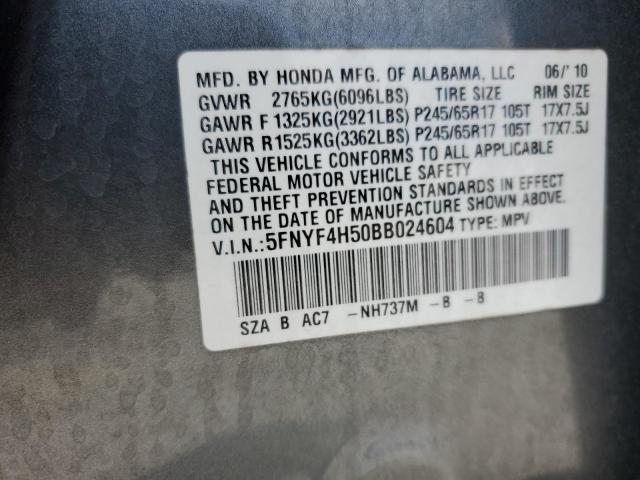 MFD. BY HONDA MFG. OF ALABAMA, LLC 06/'10
GVWR 2765KG(6096LBS) TIRE SIZE RIM SIZE
GAWR F 1325KG(2921LBS) P245/65R17 105T 17X7.5J
GAWR R1525KG(3362LBS) P245/65R17 105T 17X7.5J
THIS VEHICLE CONFORMS TO ALL APPLICABLE
FEDERAL MOTOR VEHICLE SAFETY
AND THEFT PREVENTION STANDARDS IN EFFECT
ON THE DATE OF MANUFACTURE SHOWN ABOVE.
V.I.N.:5FNYF4H50BB024604 TYPE: MPV
SZA B AC7 -NH737M -B -B